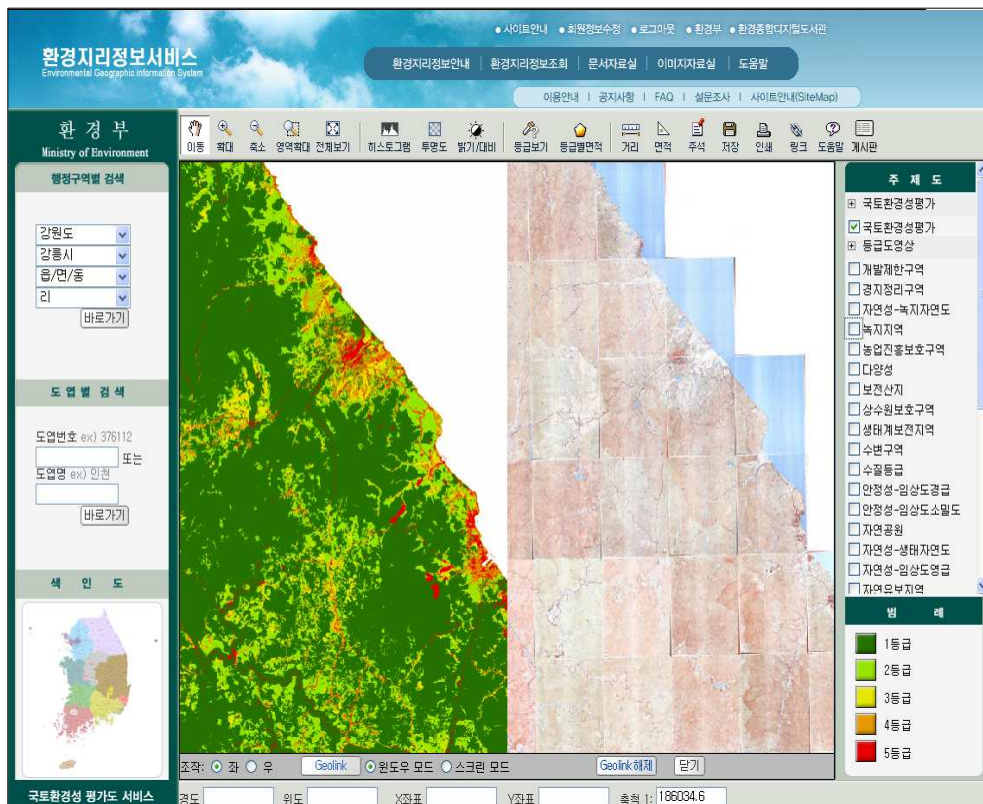 ● 사이트안내 ● 회원정보수정 ● 로그아웃 ● 환경부 ● 환경종합디지털도서관
환경지리정보서비스
Environmental Geographic Information System
환경지리정보안내 | 환경지리정보조회 | 문서자료실 | 이미지자료실 | 도움말
이용안내 | 공지사항 | FAQ | 설문조사 | 사이트안내(SiteMap)
환경부
Ministry of Environment
이동 확대 축소 영역확대 전체보기 히스토그램 투명도 밝기/대비 등급보기 등급별면적 거리 면적 주석 저장 인쇄 링크 도움말 게시판
행정구역별 검색
강원도
강릉시
읍/면/동
리
바로가기
도 엽 별 검 색
도엽번호 ex) 376112
또는
도엽명 ex) 인천
바로가기
색 인 도
국토환경성 평가도 서비스
주 제 도
국토환경성평가
국토환경성평가
등급도영상
개발제한구역
경지정리구역
자연성-녹지자연도
녹지지역
농업진흥보호구역
다양성
보전산지
상수원보호구역
생태계보전지역
수변구역
수질등급
안정성-임상도경급
안정성-임상도소밀도
자연공원
자연성-생태자연도
자연성-임상도영급
자연유보지역
범 례
1등급
2등급
3등급
4등급
5등급
조작: 좌 우 Geolink 윈도우 모드 스크린 모드 Geolink해제 닫기
경도 위도 X좌표 Y좌표 축척 1: 186034.6